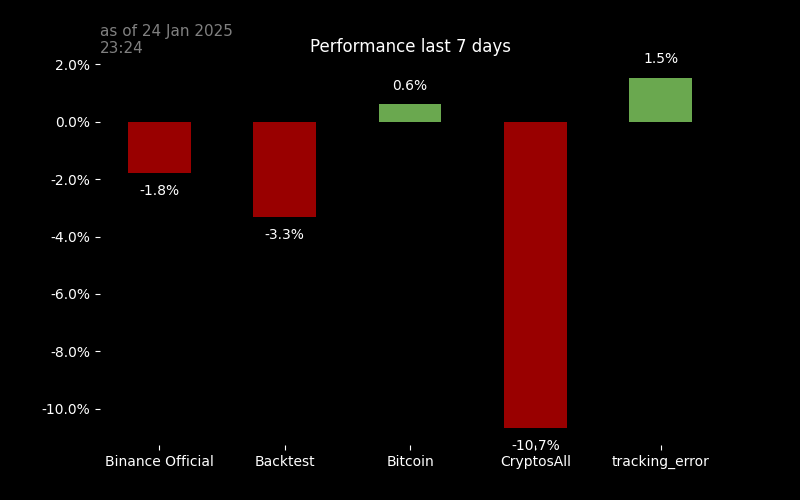 as of 24 Jan 2025
23:24
Performance last 7 days
2.0%
0.0%
-2.0%
-4.0%
-6.0%
-8.0%
-10.0%
-1.8%
-3.3%
0.6%
-10.7%
1.5%
Binance Official
Backtest
Bitcoin
CryptosAll
tracking_error